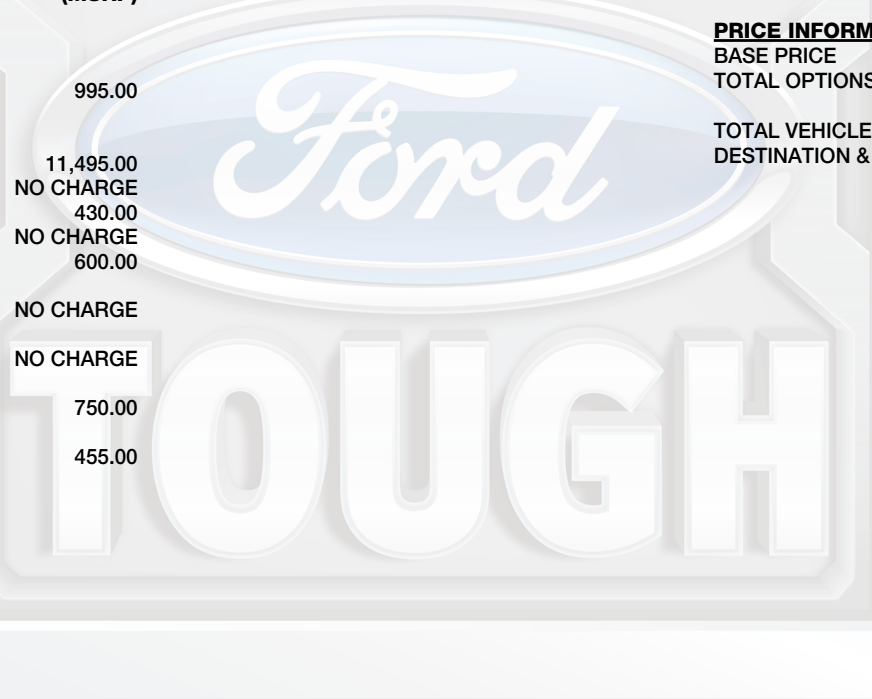 PRICE INFORM
BASE PRICE
TOTAL OPTIONS
TOTAL VEHICLE
DESTINATION &
995.00
11,495.00
NO CHARGE
430.00
NO CHARGE
600.00
NO CHARGE
NO CHARGE
750.00
455.00
Ford
TOUGH